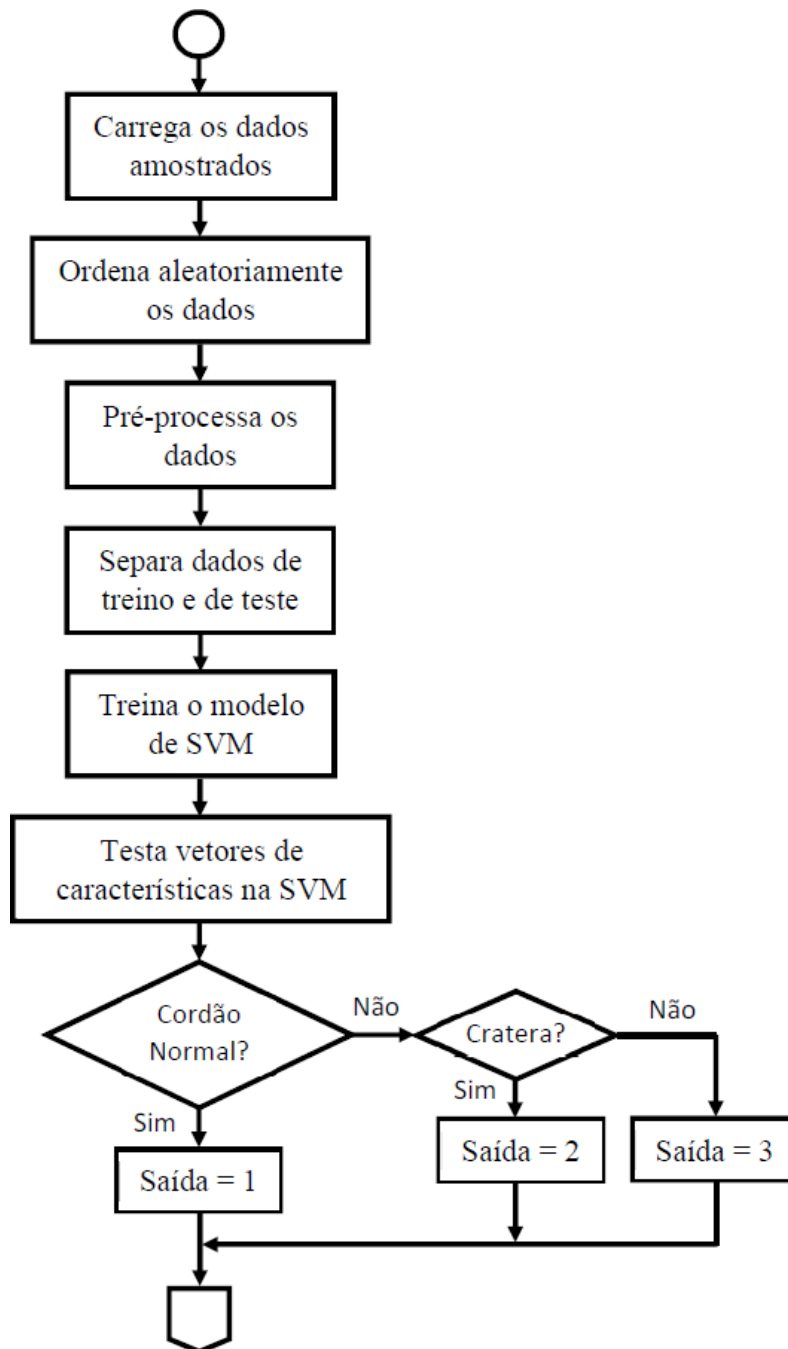 Carrega os dados
amostrados
Ordena aleatoriamente
os dados
Pré-processa os
dados
Separa dados de
treino e de teste
Treina o modelo
de SVM
Testa vetores de
características na SVM
Cordão
Normal?
Não
Cratera?
Não
Sim
Sim
Saída = 1
Saída = 2
Saída = 3